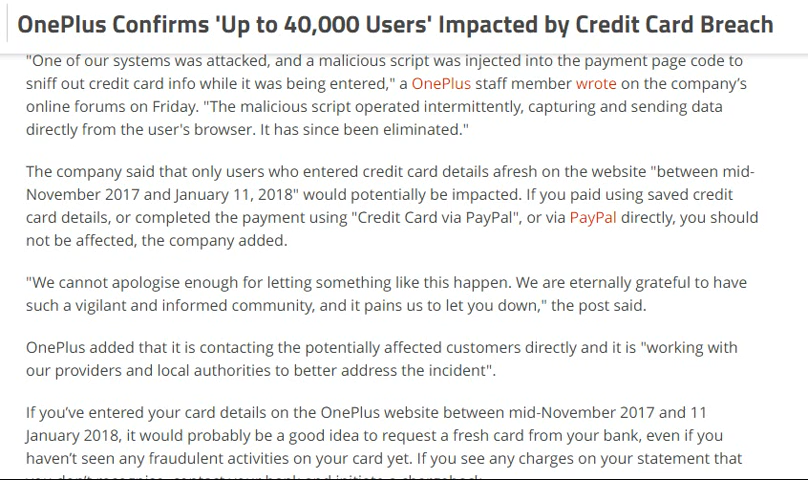 OnePlus Confirms 'Up to 40,000 Users' Impacted by Credit Card Breach
"One of our systems was attacked, and a malicious script was injected into the payment page code to
sniff out credit card info while it was being entered," a OnePlus staff member wrote on the company's
online forums on Friday. "The malicious script operated intermittently, capturing and sending data
directly from the user's browser. It has since been eliminated."
The company said that only users who entered credit card details afresh on the website "between mid-
November 2017 and January 11, 2018" would potentially be impacted. If you paid using saved credit
card details, or completed the payment using "Credit Card via PayPal", or via PayPal directly, you should
not be affected, the company added.
"We cannot apologise enough for letting something like this happen. We are eternally grateful to have
such a vigilant and informed community, and it pains us to let you down," the post said.
OnePlus added that it is contacting the potentially affected customers directly and it is "working with
our providers and local authorities to better address the incident".
If you've entered your card details on the OnePlus website between mid-November 2017 and 11
January 2018, it would probably be a good idea to request a fresh card from your bank, even if you
haven't seen any fraudulent activities on your card yet. If you see any charges on your statement that